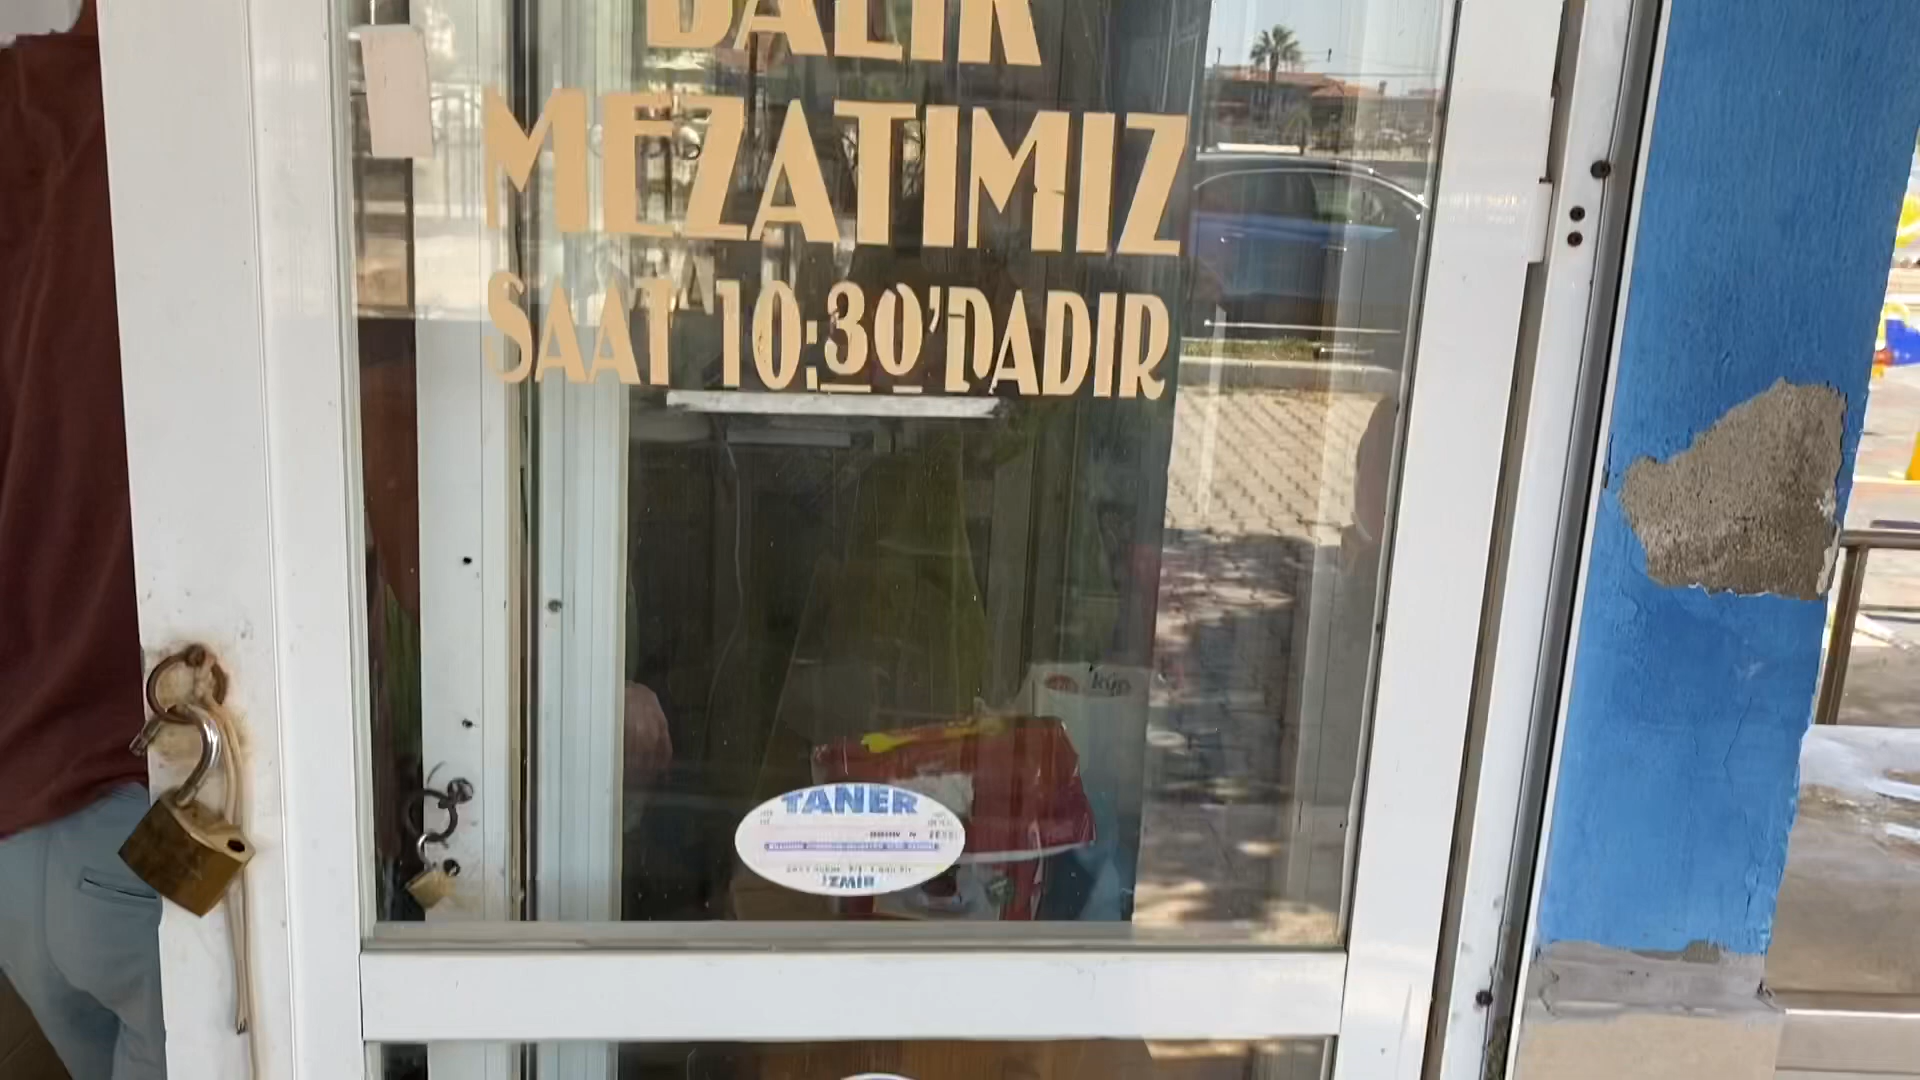 BALIK
MEZATIMIZ
SAAT 10:30'DADIR
TANER
İZMİR